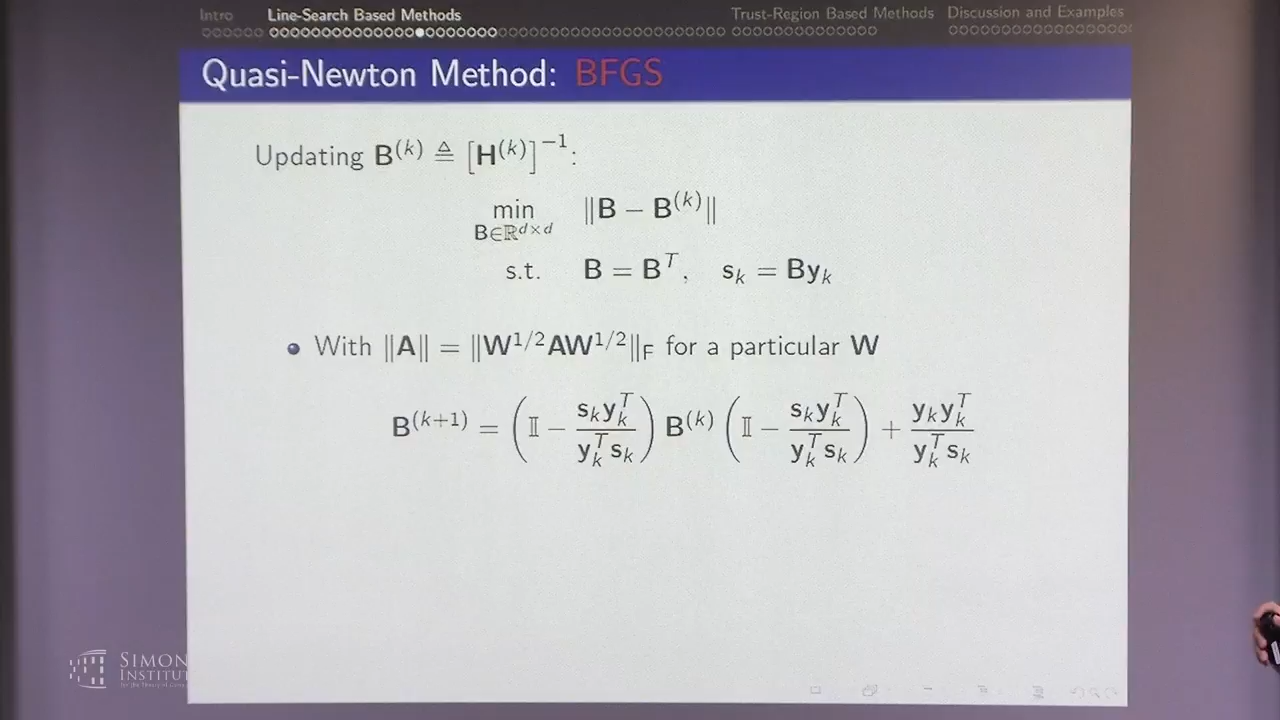 Intro Line-Search Based Methods Trust-Region Based Methods Discussion and Examples
Quasi-Newton Method: BFGS
Updating B^(k) ≜ [H^(k)]^−1:
min_{B∈ℝ^{d×d}} ‖B − B^(k)‖
s.t. B = B^T, s_k = By_k
With ‖A‖ = ‖W^{1/2}AW^{1/2}‖_F for a particular W
B^(k+1) = (𝕀 − s_k y_k^T / y_k^T s_k) B^(k) (𝕀 − s_k y_k^T / y_k^T s_k) + y_k y_k^T / y_k^T s_k
SIMON
INSTITU